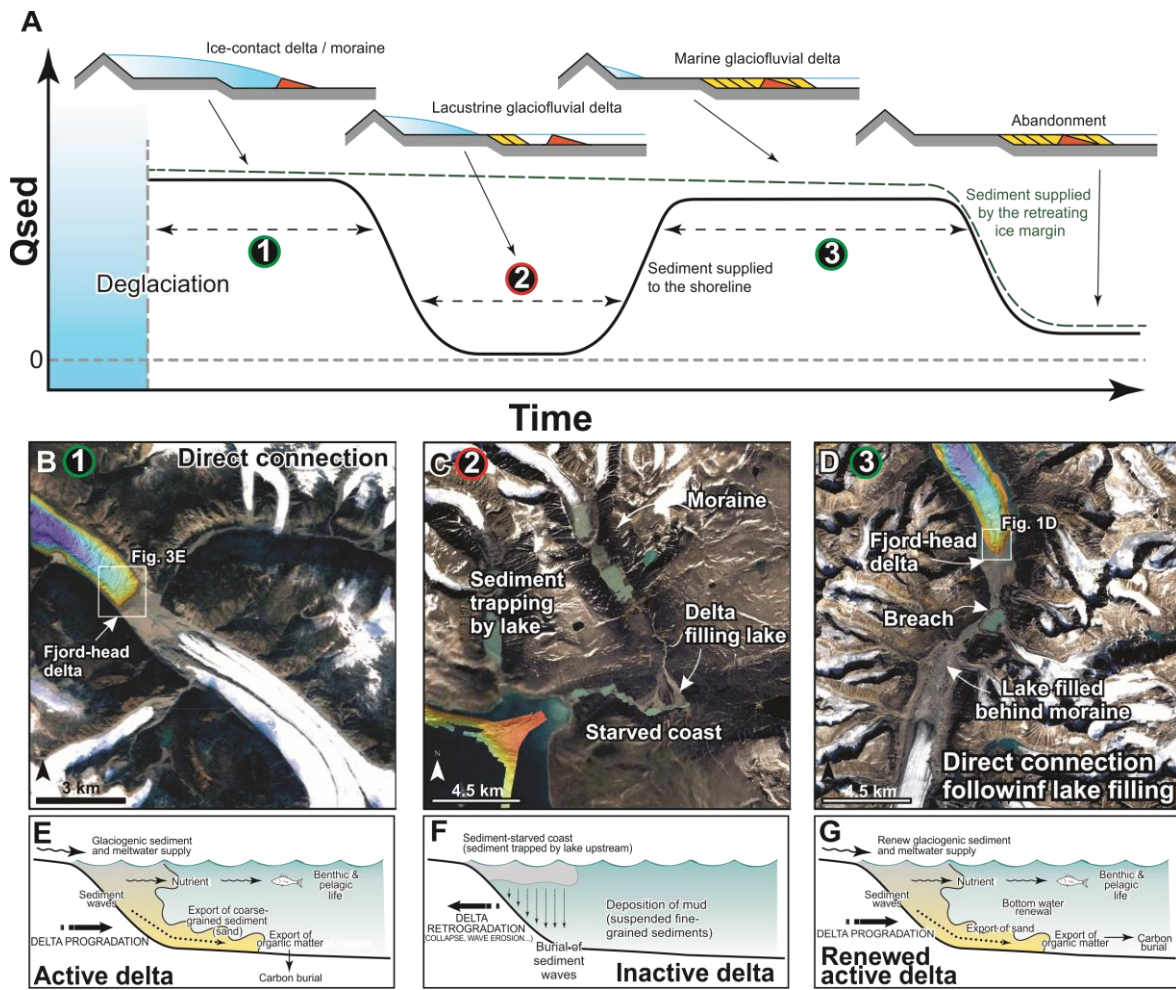 A
Ice-contact delta / moraine
Marine glaciofluvial delta
Lacustrine glaciofluvial delta
Abandonment
Qsed
Sediment supplied
by the retreating
ice margin
1
2
3
Sediment supplied
to the shoreline
Deglaciation
0
Time
B 1
Direct connection
Fig. 3E
Fjord-head
delta
3 km
C 2
Moraine
Sediment
trapping
by lake
Delta
filling lake
Starved coast
N
4.5 km
D 3
Fig. 1D
Fjord-head
delta
Breach
Lake filled
behind moraine
Direct connection
followinf lake filling
4.5 km
E
Glaciogenic sediment
and meltwater supply
Nutrient
Benthic &
pelagic
life
Sediment
waves
Export of coarse-
grained sediment
(sand)
DELTA PROGRADATION
Export of
organic matter
Active delta
Carbon burial
F
Sediment-starved coast
(sediment trapped by lake upstream)
Deposition of mud
(suspended fine-
grained sediments)
DELTA
RETROGRADATION
(COLLAPSE, WAVE EROSION...)
Burial of
sediment
waves
Inactive delta
G
Renew glaciogenic sediment
and meltwater supply
Nutrient
Benthic &
pelagic
life
Sediment
waves
Bottom water
renewal
Export of sand
DELTA PROGRADATION
Export of
organic matter
Carbon
burial
Renewed
active delta